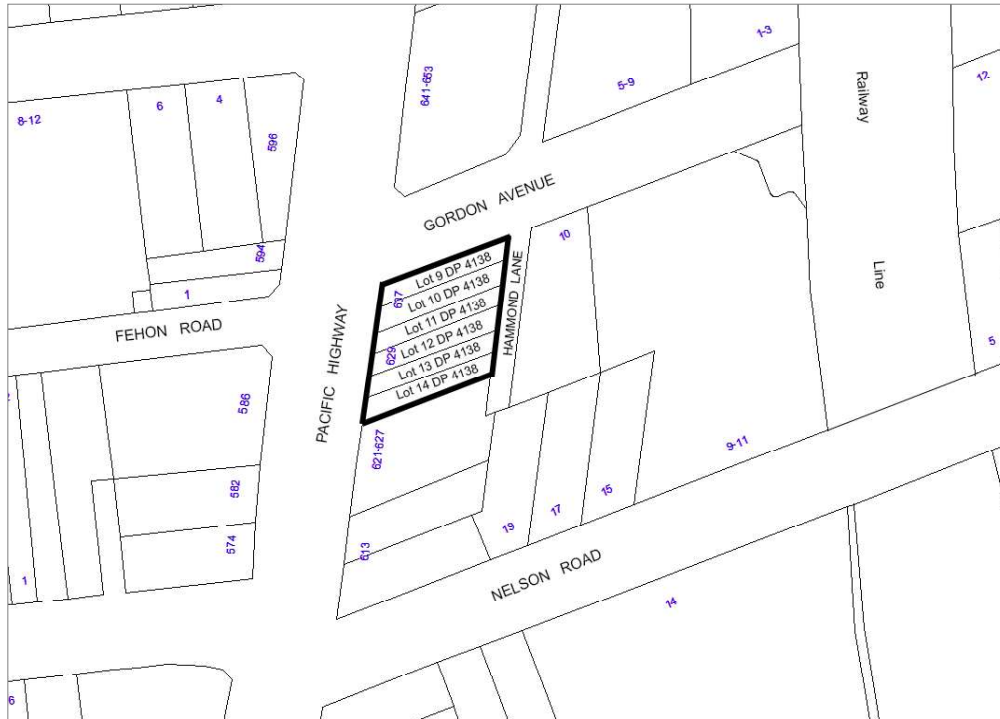 1-3
641-653
5-9
Railway
12
8-12
6
4
596
GORDON AVENUE
10
594
1
Lot 9 DP 4138
637
Lot 10 DP 4138
Lot 11 DP 4138
Lot 12 DP 4138
629
Lot 13 DP 4138
Lot 14 DP 4138
HAMMOND LANE
Line
FEHON ROAD
PACIFIC HIGHWAY
5
586
621-627
9-11
582
15
17
19
574
613
1
NELSON ROAD
14
6